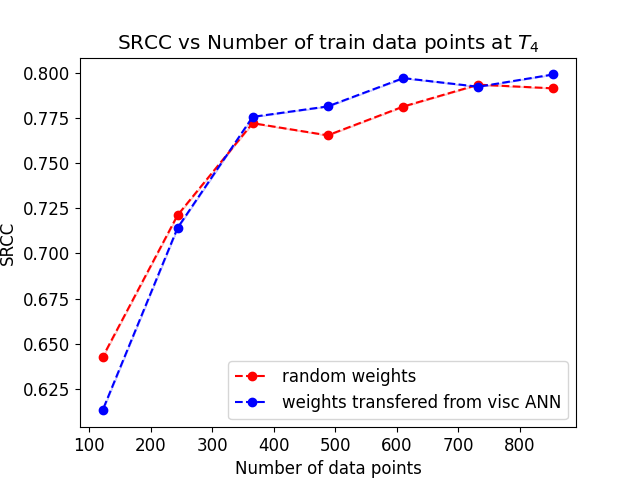 SRCC vs Number of train data points at T₄
0.800
0.775
0.750
0.725
0.700
0.675
0.650
0.625
SRCC
random weights
weights transfered from visc ANN
100 200 300 400 500 600 700 800
Number of data points